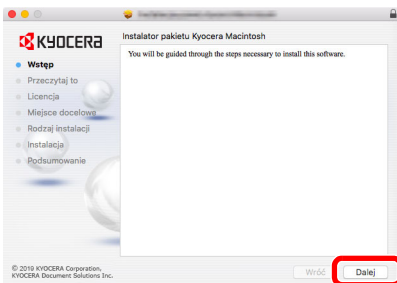 KYOCERA
Instalator pakietu Kyocera Macintosh
You will be guided through the steps necessary to install this software.
Wstęp
Przeczytaj to
Licencja
Miejsce docelowe
Rodzaj instalacji
Instalacja
Podsumowanie
© 2019 KYOCERA Corporation,
KYOCERA Document Solutions Inc.
Wróć
Dalej